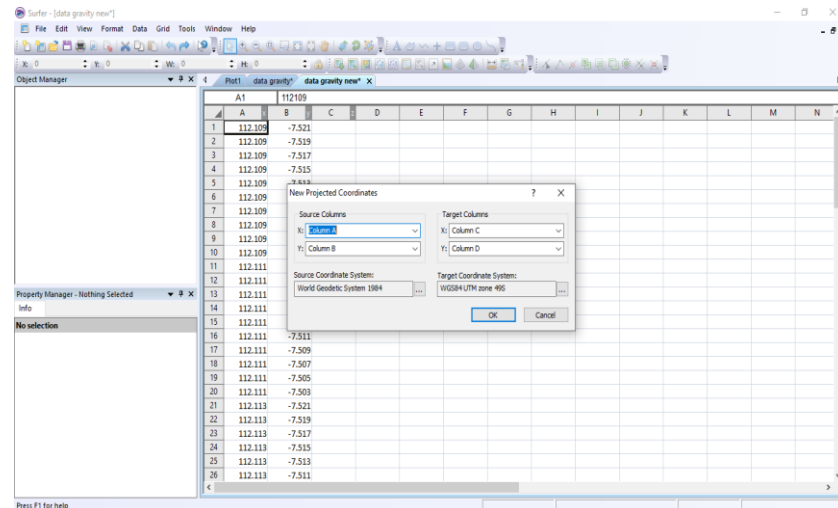 Surfer - [data gravity new*]
File Edit View Format Data Grid Tools Window Help
X: 0 Y: 0 W: 0 H: 0
Object Manager
Plot1 data gravity* data gravity new* X
A1 112109
A B C D E F G H I J K L M N
1 112.109 -7.521
2 112.109 -7.519
3 112.109 -7.517
4 112.109 -7.515
5 112.109 -7.513
6 112.109
7 112.109
8 112.109
9 112.109
10 112.109
11 112.111
12 112.111
13 112.111
14 112.111
15 112.111
16 112.111 -7.511
17 112.111 -7.509
18 112.111 -7.507
19 112.111 -7.505
20 112.111 -7.503
21 112.113 -7.521
22 112.113 -7.519
23 112.113 -7.517
24 112.113 -7.515
25 112.113 -7.513
26 112.113 -7.511
New Projected Coordinates ? X
Source Columns Target Columns
X: Column A X: Column C
Y: Column B Y: Column D
Source Coordinate System: Target Coordinate System:
World Geodetic System 1984 ... WGS84 UTM zone 49S ...
OK Cancel
Property Manager - Nothing Selected
Info
No selection
Press F1 for help